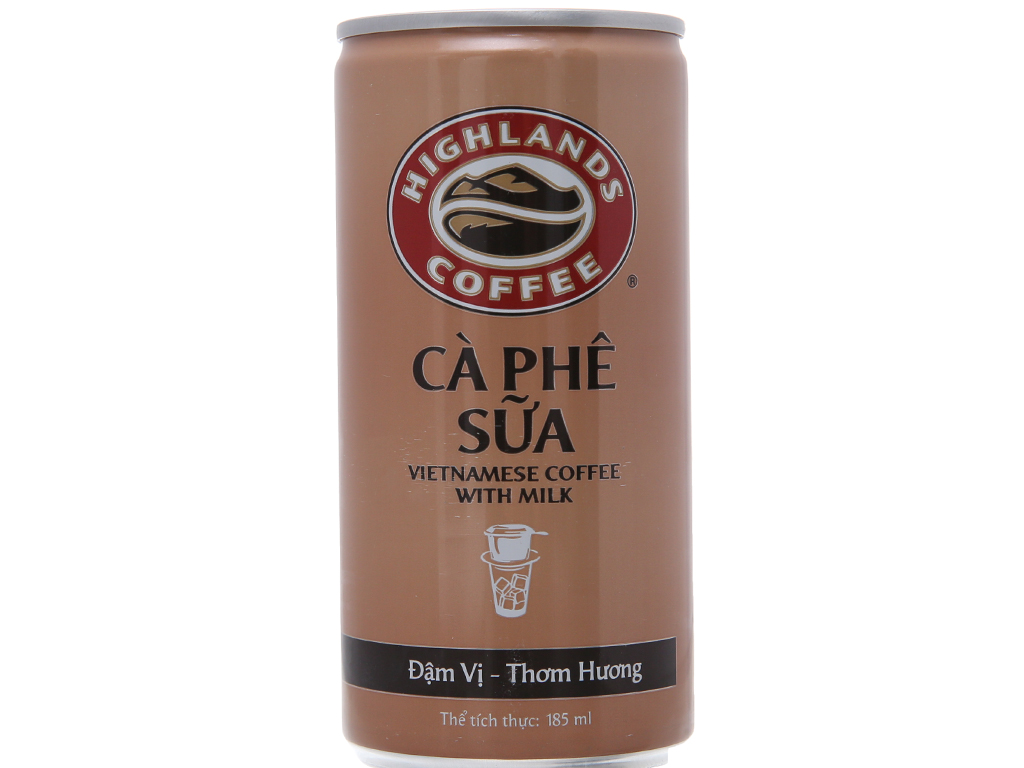 HIGHLANDS
COFFEE
®
CÀ PHÊ
SỮA
VIETNAMESE COFFEE
WITH MILK
Đậm Vị - Thơm Hương
Thể tích thực: 185 ml